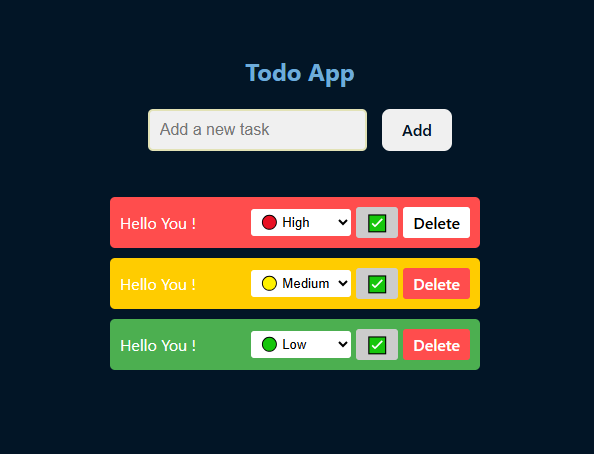 Todo App
Add a new task Add
Hello You ! High Delete
Hello You ! Medium Delete
Hello You ! Low Delete